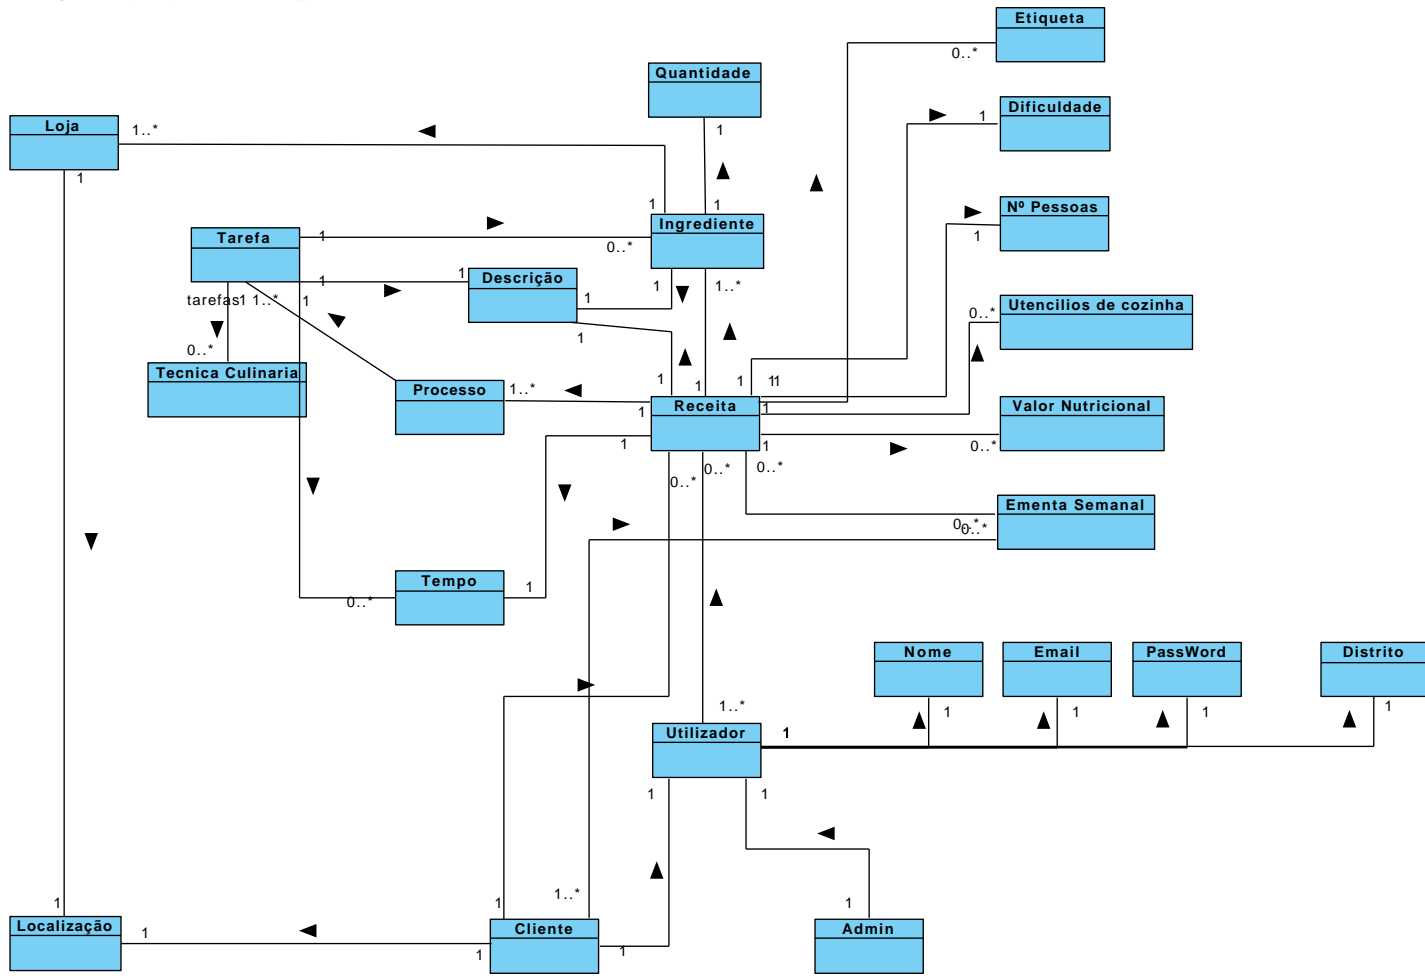 Etiqueta
0..*
Quantidade
1
Dificuldade
1
Loja
1..*
1
1
1
Nº Pessoas
1
Ingrediente
Tarefa
1
0..*
Descrição
1
1
1
1..*
1
1
tarefas1 1..*
1
Utencilios de cozinha
0..*
0..*
Tecnica Culinaria
Processo
1..*
1
1
1
11
Receita
1
1
1
1
Valor Nutricional
0..*
0..*
0..*
0..*
Ementa Semanal
0..*
0..*
Tempo
1
0..*
Nome
1
Email
1
PassWord
1
Distrito
1
1..*
Utilizador
1
1
1
1
Localização
1
1..*
1
Cliente
1
1
1
Admin